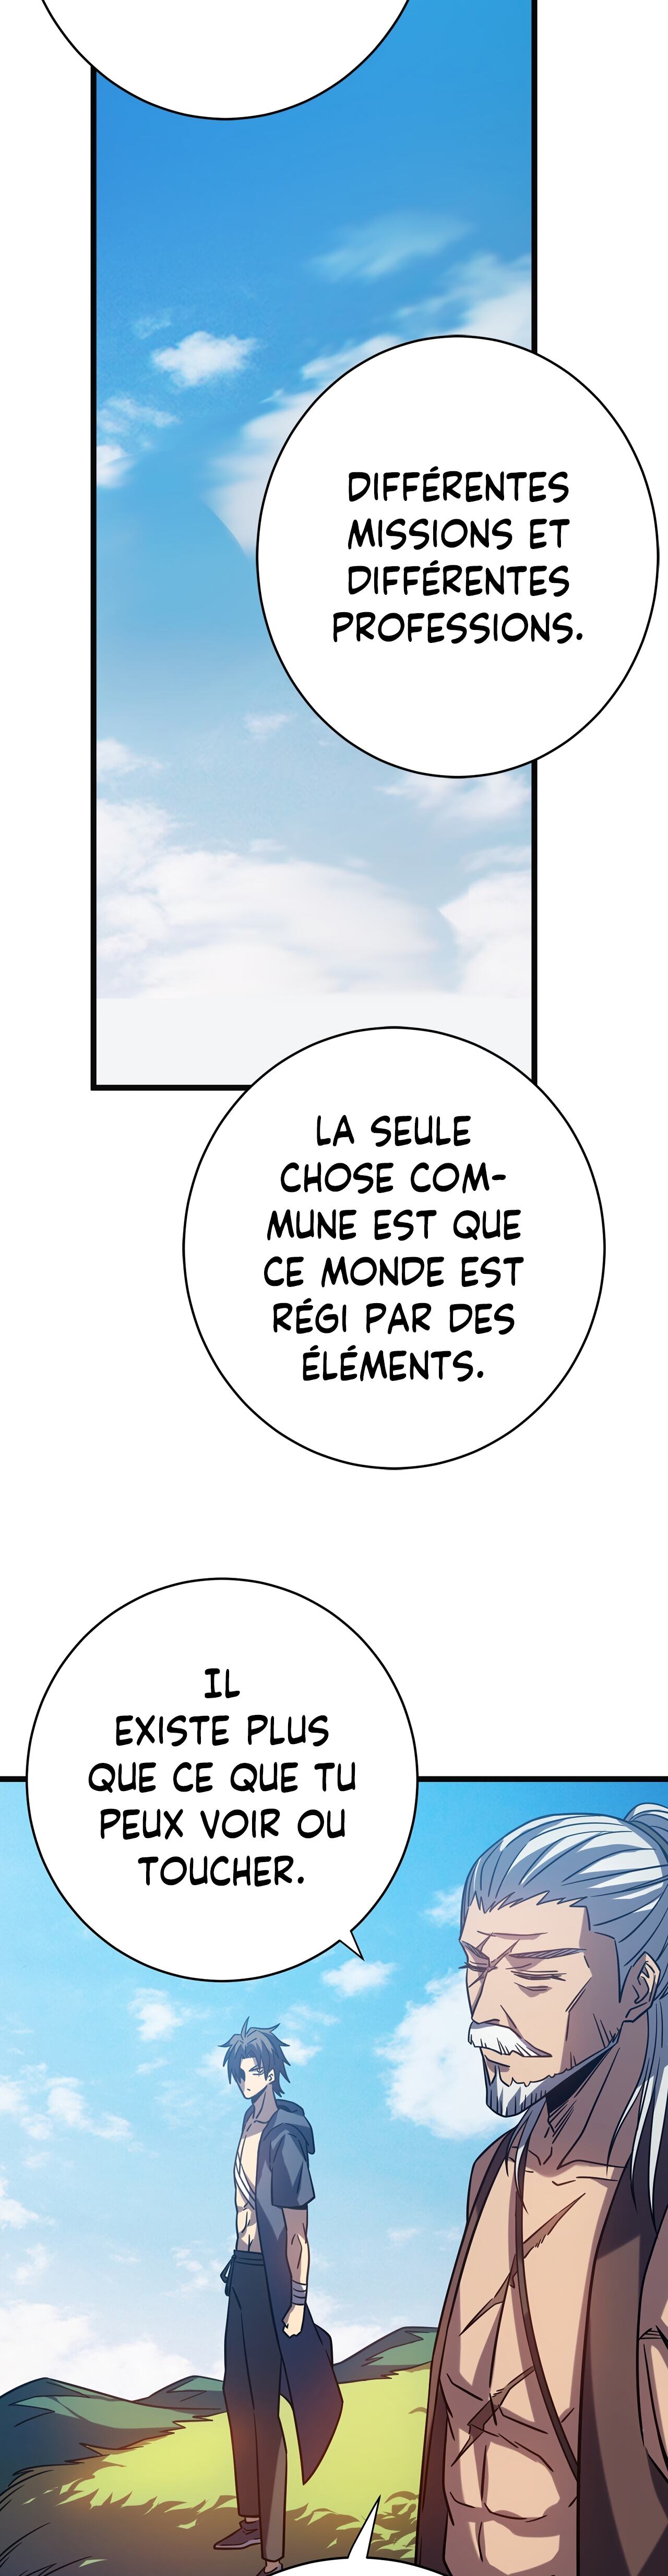 DIFFÉRENTES
MISSIONS ET
DIFFÉRENTES
PROFESSIONS.
LA SEULE
CHOSE COM-
MUNE EST QUE
CE MONDE EST
RÉGI PAR DES
ÉLÉMENTS.
IL
EXISTE PLUS
QUE CE QUE TU
PEUX VOIR OU
TOUCHER.